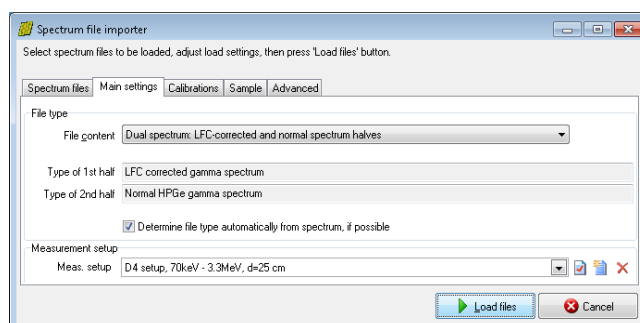 Spectrum file importer
Select spectrum files to be loaded, adjust load settings, then press 'Load files' button.
Spectrum files Main settings Calibrations Sample Advanced
File type
File content Dual spectrum: LFC-corrected and normal spectrum halves
Type of 1st half LFC corrected gamma spectrum
Type of 2nd half Normal HPGe gamma spectrum
Determine file type automatically from spectrum, if possible
Measurement setup
Meas. setup D4 setup, 70keV - 3.3MeV, d=25 cm
Load files Cancel